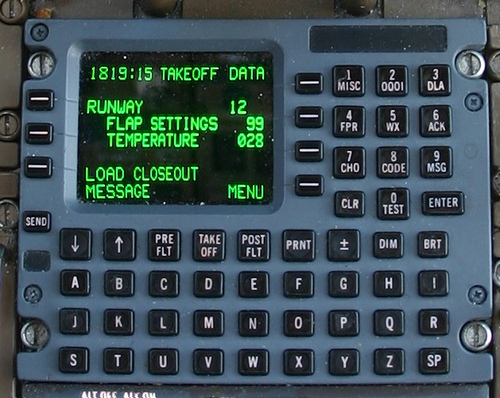 1819:15 TAKEOFF DATA
RUNWAY 12
FLAP SETTINGS 99
TEMPERATURE 028
LOAD CLOSEOUT
MESSAGE MENU
1 MISC 2 0001 3 DLA
4 FPR 5 WX 6 ACK
7 CHO 8 CODE 9 MSG
CLR 0 TEST ENTER
SEND
↓ ↑ PRE FLT TAKE OFF POST FLT PRNT ± DIM BRT
A B C D E F G H I
J K L M N O P Q R
S T U V W X Y Z SP